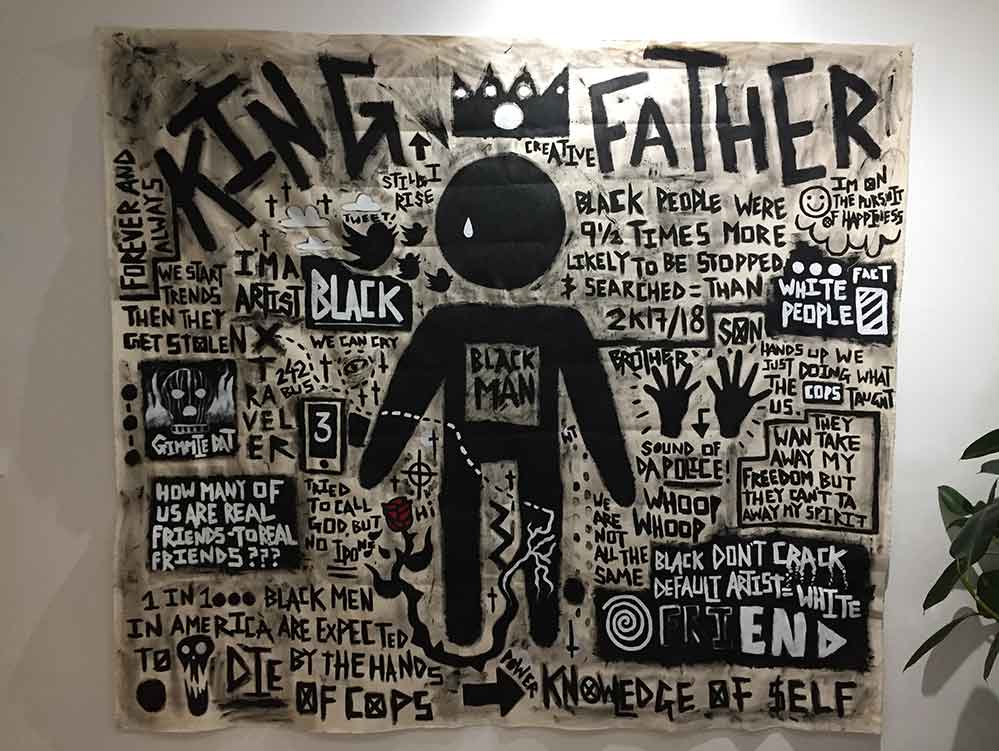 KING
FATHER
CREATIVE
STILL I
RISE
TWEET!
FOREVER AND
ALWAYS
WE START
TRENDS
THEN THEY
GET STOLEN
IMA
ARTIST
BLACK
X
TRAVELER
WE CAN CRY
242
BUS
3
GIMMIE DAT
BLACK
MAN
BLACK PEOPLE WERE
9½ TIMES MORE
LIKELY TO BE STOPPED
& SEARCHED = THAN
2K17/18
WHITE
PEOPLE
FACT
IM ON
THE PURSUIT
OF HAPPINESS
SON
BROTHER
HANDS UP WE
JUST DOING WHAT
THE COPS TAUGHT
US
SOUND OF
DA POLICE!
WHOOP
WHOOP
THEY
WAN TAKE
AWAY MY
FREEDOM BUT
THEY CAN'T TA
AWAY MY SPIRIT
HOW MANY OF
US ARE REAL
FRIENDS - TO REAL
FRIENDS???
TRIED
TO CALL
GOD BUT
NO
Hi
WE
ARE
NOT
ALL THE
SAME
BLACK DON'T CRACK
DEFAULT ARTIST = WHITE
FRIEND
1 IN 1000 BLACK MEN
IN AMERICA ARE EXPECTED
TO DIE BY THE HANDS
OF COPS
POWER
KNOWLEDGE OF $ELF